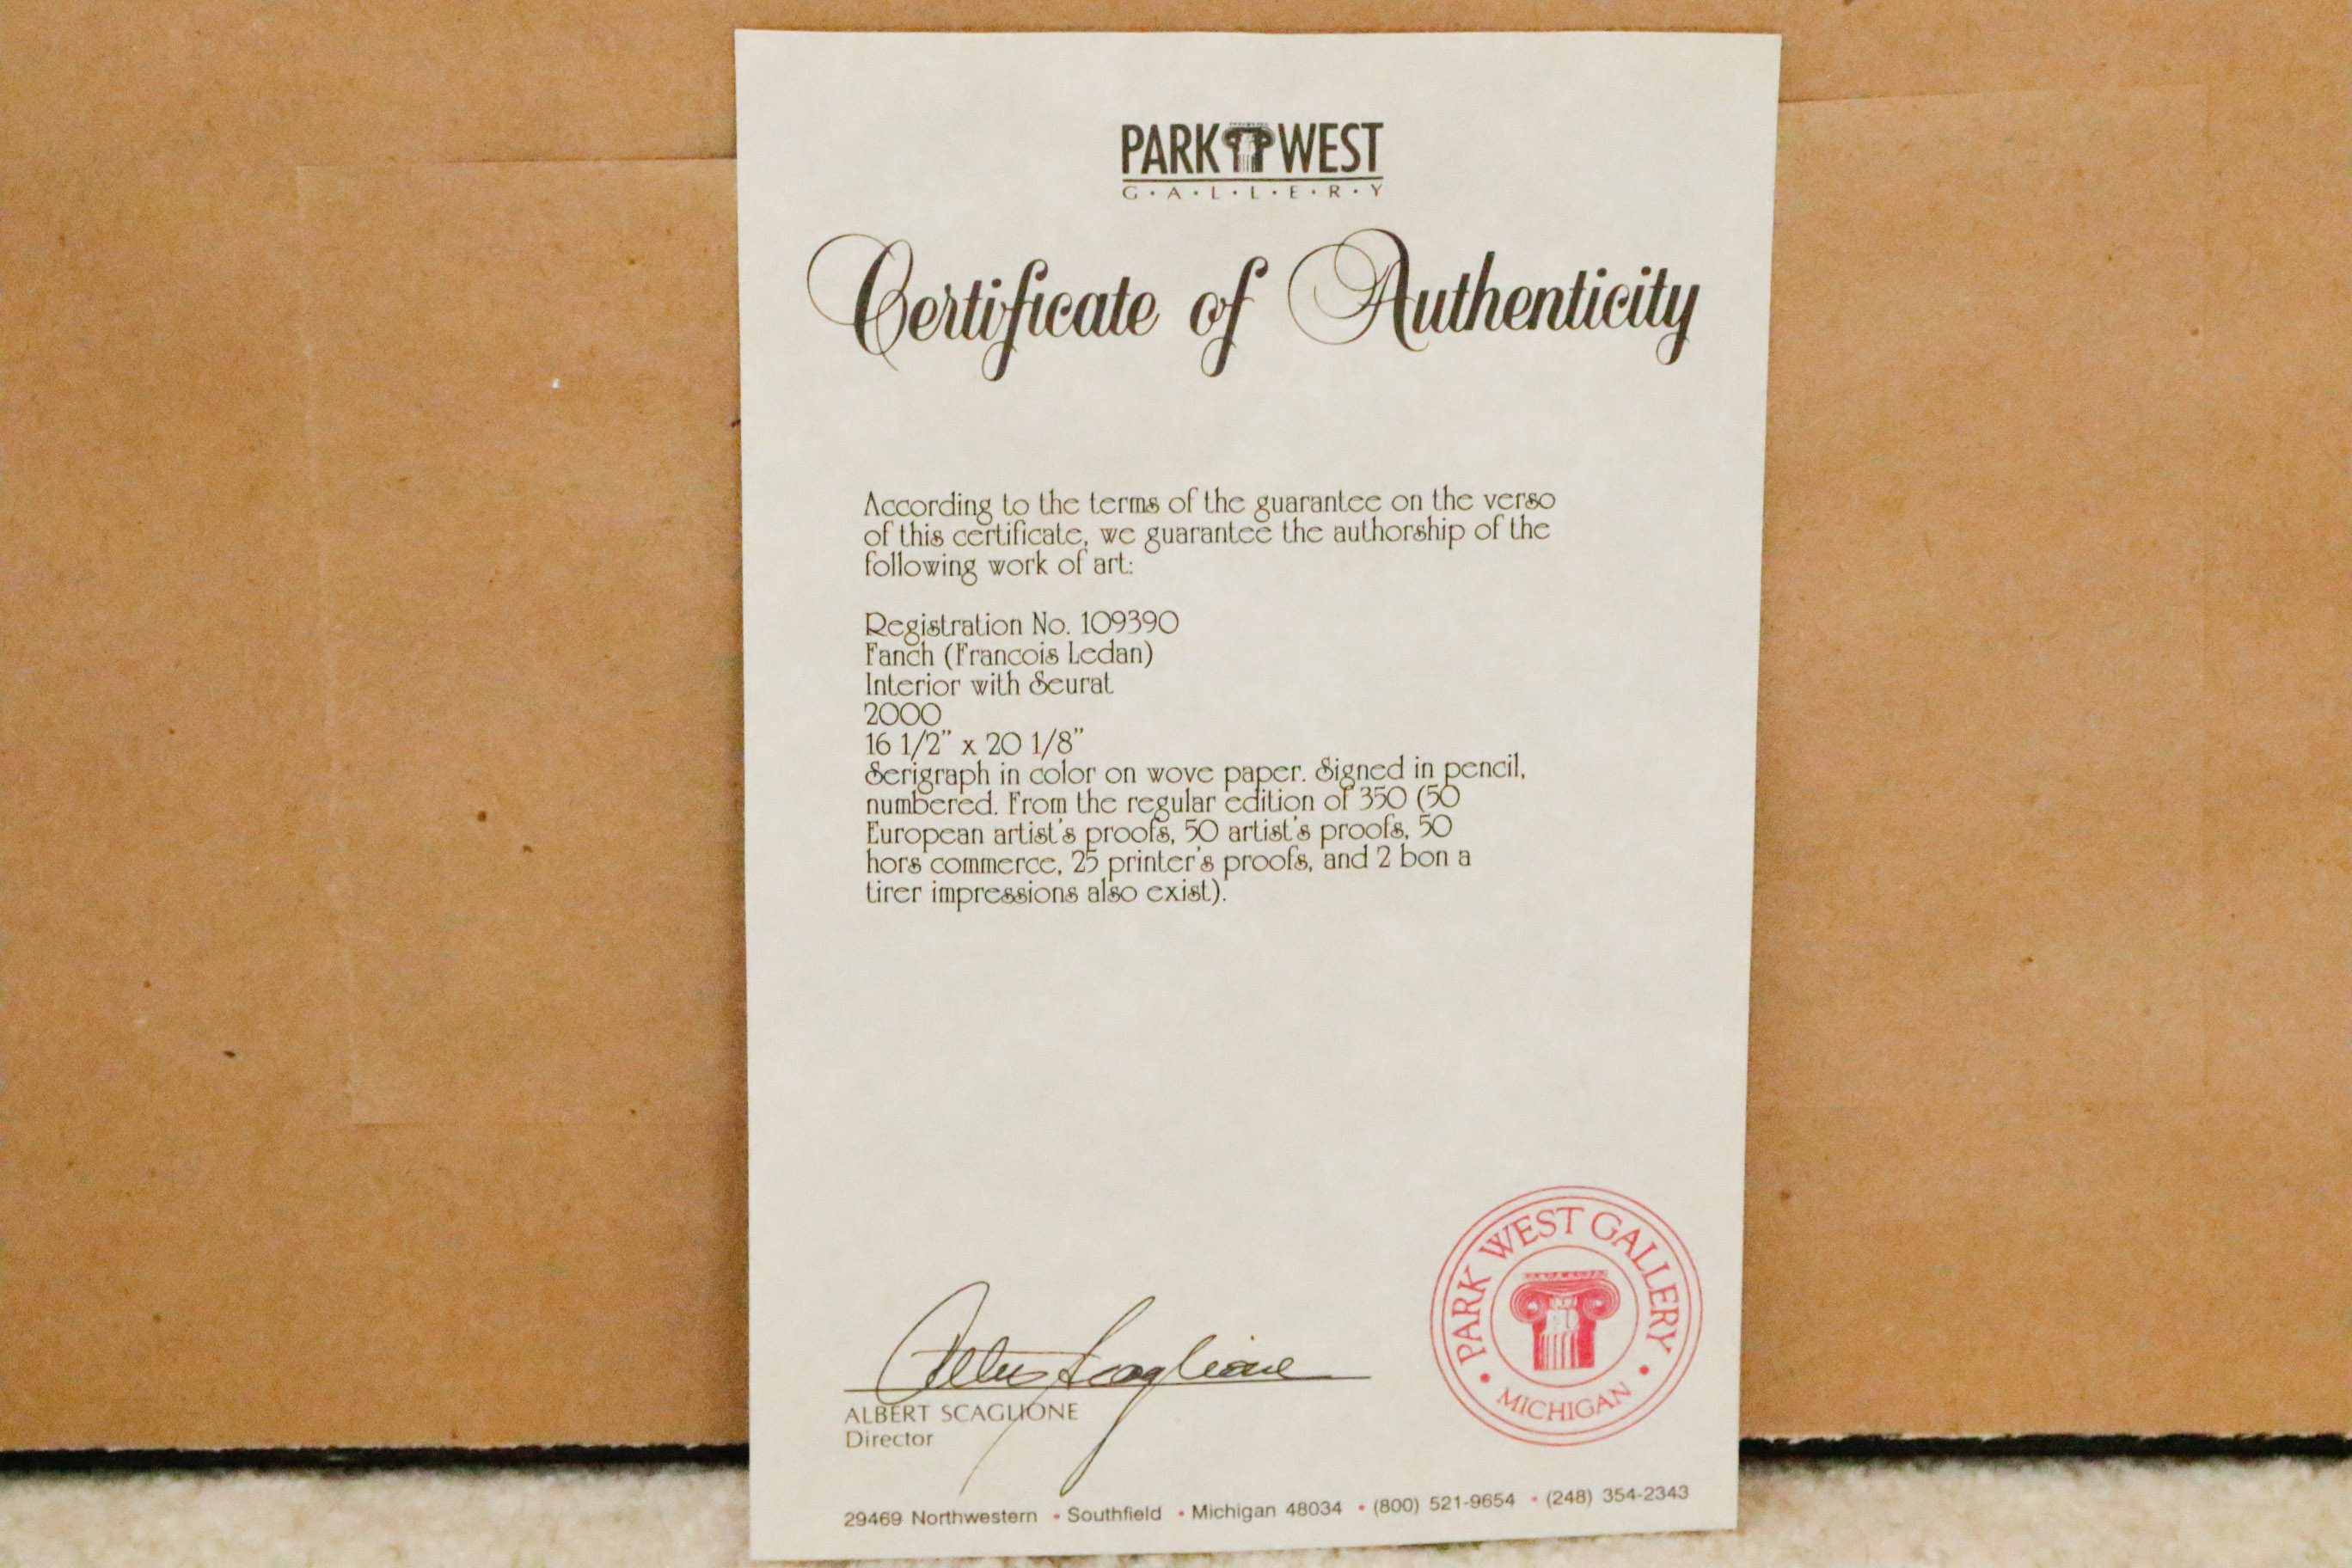 PARK WEST
G·A·L·L·E·R·Y
Certificate of Authenticity
According to the terms of the guarantee on the verso
of this certificate, we guarantee the authorship of the
following work of art:
Registration No. 109390
Fanch (Francois Ledan)
Interior with Seurat
2000
16 1/2" x 20 1/8"
Serigraph in color on wove paper. Signed in pencil,
numbered. From the regular edition of 350 (50
European artist's proofs, 50 artist's proofs, 50
hors commerce, 25 printer's proofs, and 2 bon a
tirer impressions also exist).
Albert Scaglione
ALBERT SCAGLIONE
Director
PARK WEST GALLERY • MICHIGAN •
29469 Northwestern • Southfield • Michigan 48034 • (800) 521-9654 • (248) 354-2343